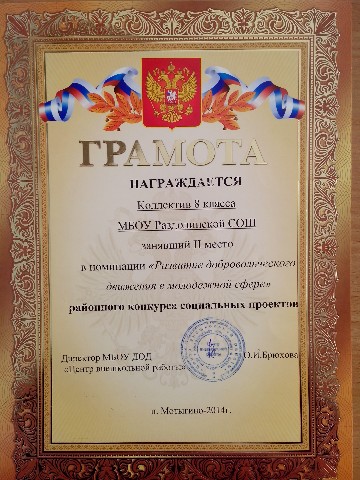 ГРАМОТА
НАГРАЖДАЕТСЯ
Коллектив 8 класса
МБОУ Раздолинской СОШ
занявший II место
в номинации «Развитие добровольческого
движения в молодежной сфере»
районного конкурса социальных проектов
Директор МБОУ ДОД О.И.Брюхова
«Центр внешкольной работы»
п. Мотыгино-2014г.